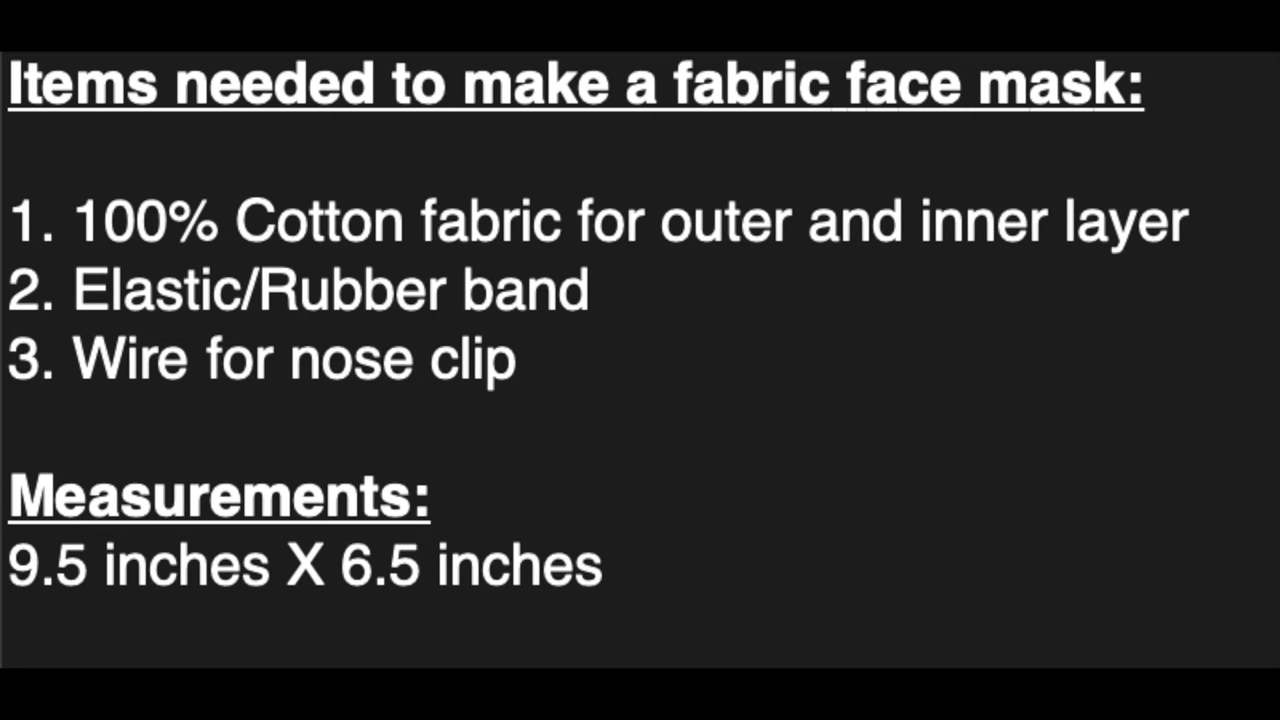 Items needed to make a fabric face mask:
1. 100% Cotton fabric for outer and inner layer
2. Elastic/Rubber band
3. Wire for nose clip
Measurements:
9.5 inches X 6.5 inches